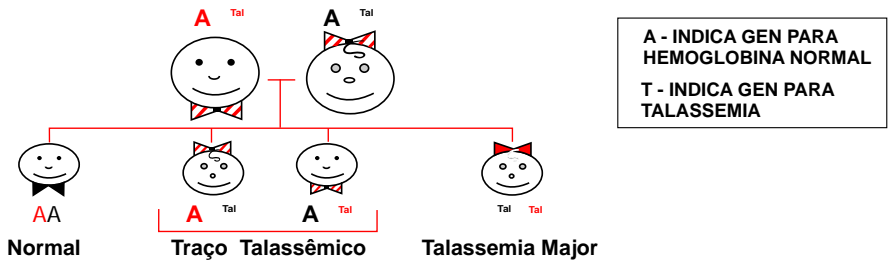 A Tal A Tal
A - INDICA GEN PARA
HEMOGLOBINA NORMAL
T - INDICA GEN PARA
TALASSEMIA
AA A Tal A Tal Tal Tal
Normal Traço Talassêmico Talassemia Major